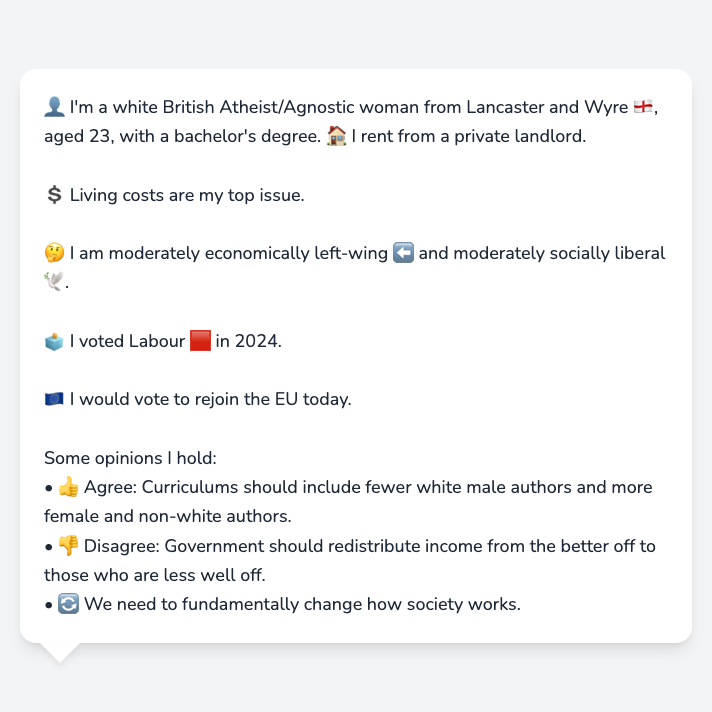 👤 I'm a white British Atheist/Agnostic woman from Lancaster and Wyre 🏴󠁧󠁢󠁥󠁮󠁧󠁿,
aged 23, with a bachelor's degree. 🏠 I rent from a private landlord.
💲 Living costs are my top issue.
🤔 I am moderately economically left-wing ⬅️ and moderately socially liberal
🕊️.
🗳️ I voted Labour 🟥 in 2024.
🇪🇺 I would vote to rejoin the EU today.
Some opinions I hold:
• 👍 Agree: Curriculums should include fewer white male authors and more
female and non-white authors.
• 👎 Disagree: Government should redistribute income from the better off to
those who are less well off.
• 🔄 We need to fundamentally change how society works.